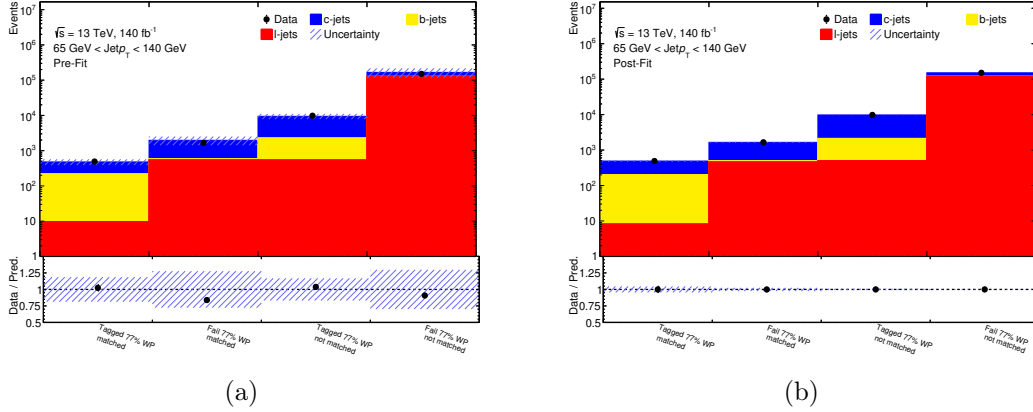 Events
Data c-jets b-jets
l-jets Uncertainty
√s = 13 TeV, 140 fb⁻¹
65 GeV < Jet p_T < 140 GeV
Pre-Fit
10⁷
10⁶
10⁵
10⁴
10³
10²
10
1
Data / Pred.
1.25
1
0.75
0.5
Tagged 77% WP
matched
Fail 77% WP
matched
Tagged 77% WP
not matched
Fail 77% WP
not matched
(a)
Events
Data c-jets b-jets
l-jets Uncertainty
√s = 13 TeV, 140 fb⁻¹
65 GeV < Jet p_T < 140 GeV
Post-Fit
10⁷
10⁶
10⁵
10⁴
10³
10²
10
1
Data / Pred.
1.25
1
0.75
0.5
Tagged 77% WP
matched
Fail 77% WP
matched
Tagged 77% WP
not matched
Fail 77% WP
not matched
(b)